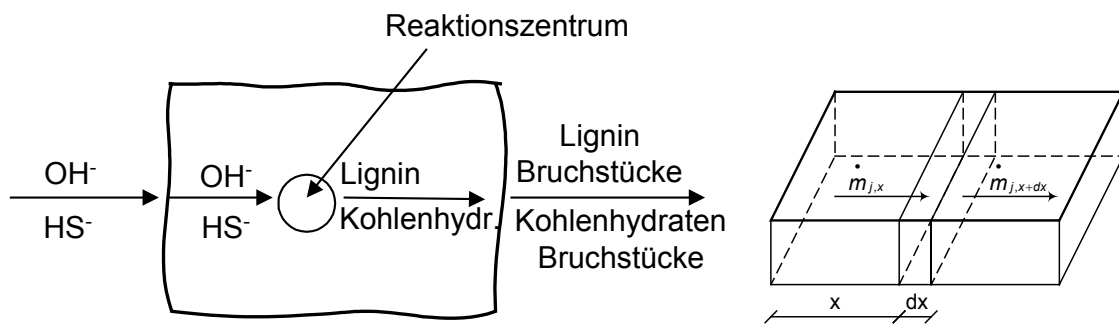 Reaktionszentrum
OH-
HS-
OH-
HS-
Lignin
Kohlenhydr.
Lignin
Bruchstücke
Kohlenhydraten
Bruchstücke
ṁj,x
ṁj,x+dx
x
dx